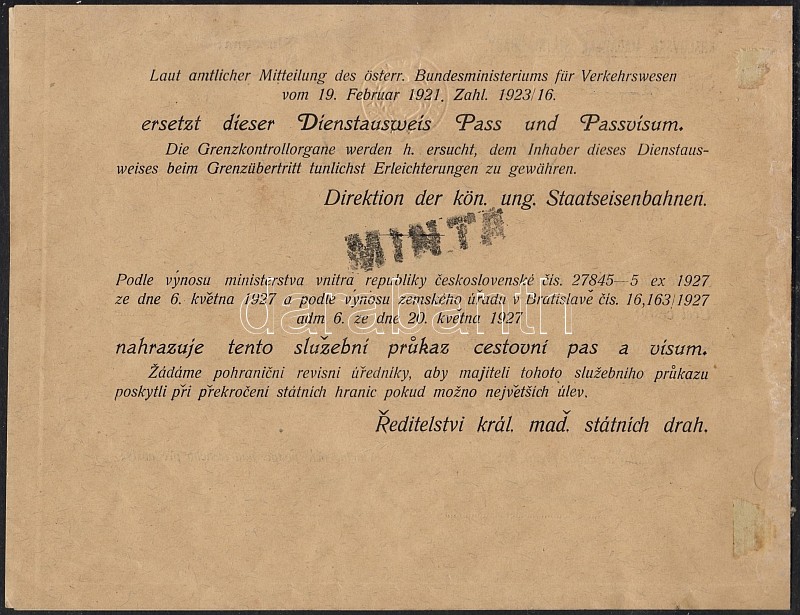 Laut amtlicher Mitteilung des österr. Bundesministeriums für Verkehrswesen
vom 19. Februar 1921, Zahl. 1923/16.
ersetzt dieser Dienstausweis Pass und Passvisum.
Die Grenzkontrollorgane werden h. ersucht, dem Inhaber dieses Dienstaus-
weises beim Grenzübertritt tunlichst Erleichterungen zu gewähren.
Direktion der kön. ung. Staatseisenbahnen.
MINTA
Podle výnosu ministerstva vnitra republiky československé čis. 27845—5 ex 1927
ze dne 6. května 1927 a podle výnosu zemského úřadu v Bratislavě čis. 16,163/1927
adm 6. ze dne 20. května 1927
darabanth
nahrazuje tento služební průkaz cestovní pas a visum.
Žádáme pohraniční revisní úředníky, aby majiteli tohoto služebního průkazu
poskytli při překročení státních hranic pokud možno největších úlev.
Ředitelstvi král. maď. státních drah.